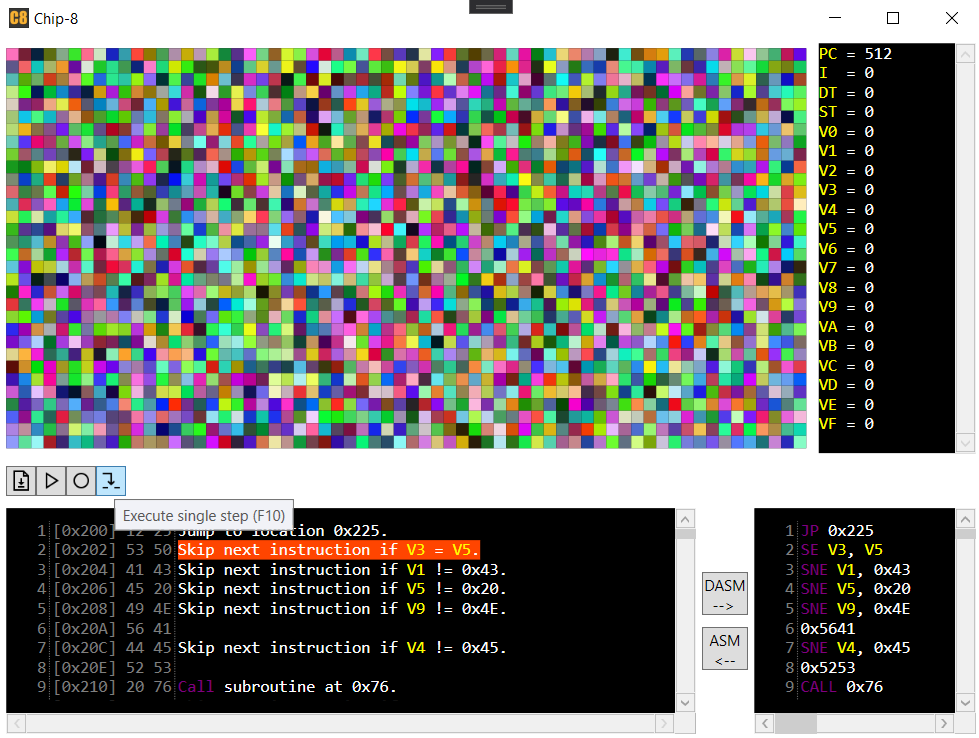 C8 Chip-8
PC = 512
I = 0
DT = 0
ST = 0
V0 = 0
V1 = 0
V2 = 0
V3 = 0
V4 = 0
V5 = 0
V6 = 0
V7 = 0
V8 = 0
V9 = 0
VA = 0
VB = 0
VC = 0
VD = 0
VE = 0
VF = 0
Execute single step (F10)
1 [0x200] 12 25 Jump to location 0x225.
2 [0x202] 53 50 Skip next instruction if V3 = V5.
3 [0x204] 41 43 Skip next instruction if V1 != 0x43.
4 [0x206] 45 20 Skip next instruction if V5 != 0x20.
5 [0x208] 49 4E Skip next instruction if V9 != 0x4E.
6 [0x20A] 56 41
7 [0x20C] 44 45 Skip next instruction if V4 != 0x45.
8 [0x20E] 52 53
9 [0x210] 20 76 Call subroutine at 0x76.
DASM
-->
ASM
<--
1 JP 0x225
2 SE V3, V5
3 SNE V1, 0x43
4 SNE V5, 0x20
5 SNE V9, 0x4E
6 0x5641
7 SNE V4, 0x45
8 0x5253
9 CALL 0x76